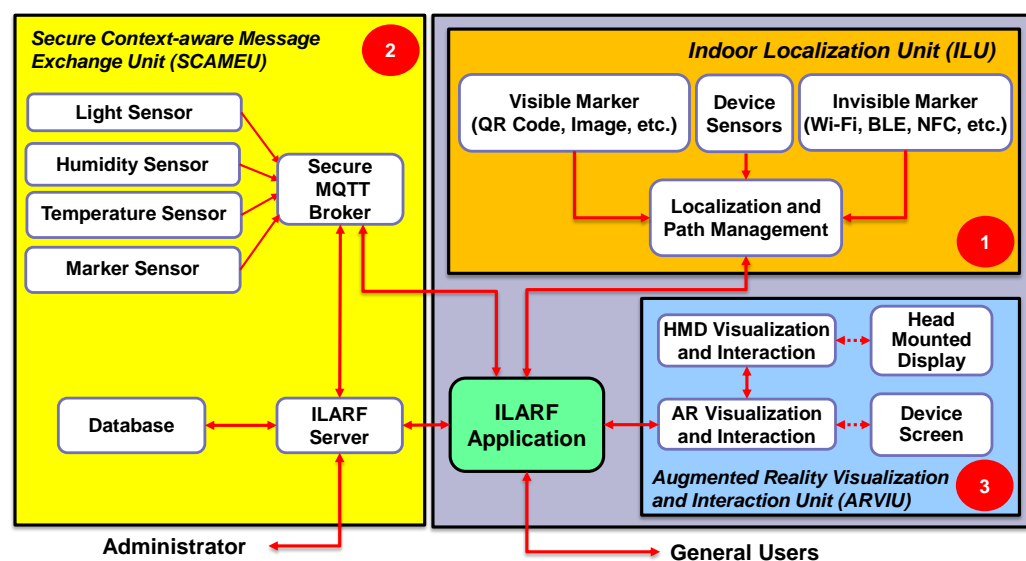 Secure Context-aware Message
Exchange Unit (SCAMEU)
2
Light Sensor
Humidity Sensor
Temperature Sensor
Marker Sensor
Secure
MQTT
Broker
Database
ILARF
Server
Administrator
Indoor Localization Unit (ILU)
Visible Marker
(QR Code, Image, etc.)
Device
Sensors
Invisible Marker
(Wi-Fi, BLE, NFC, etc.)
Localization and
Path Management
1
ILARF
Application
HMD Visualization
and Interaction
Head
Mounted
Display
AR Visualization
and Interaction
Device
Screen
Augmented Reality Visualization
and Interaction Unit (ARVIU)
3
General Users